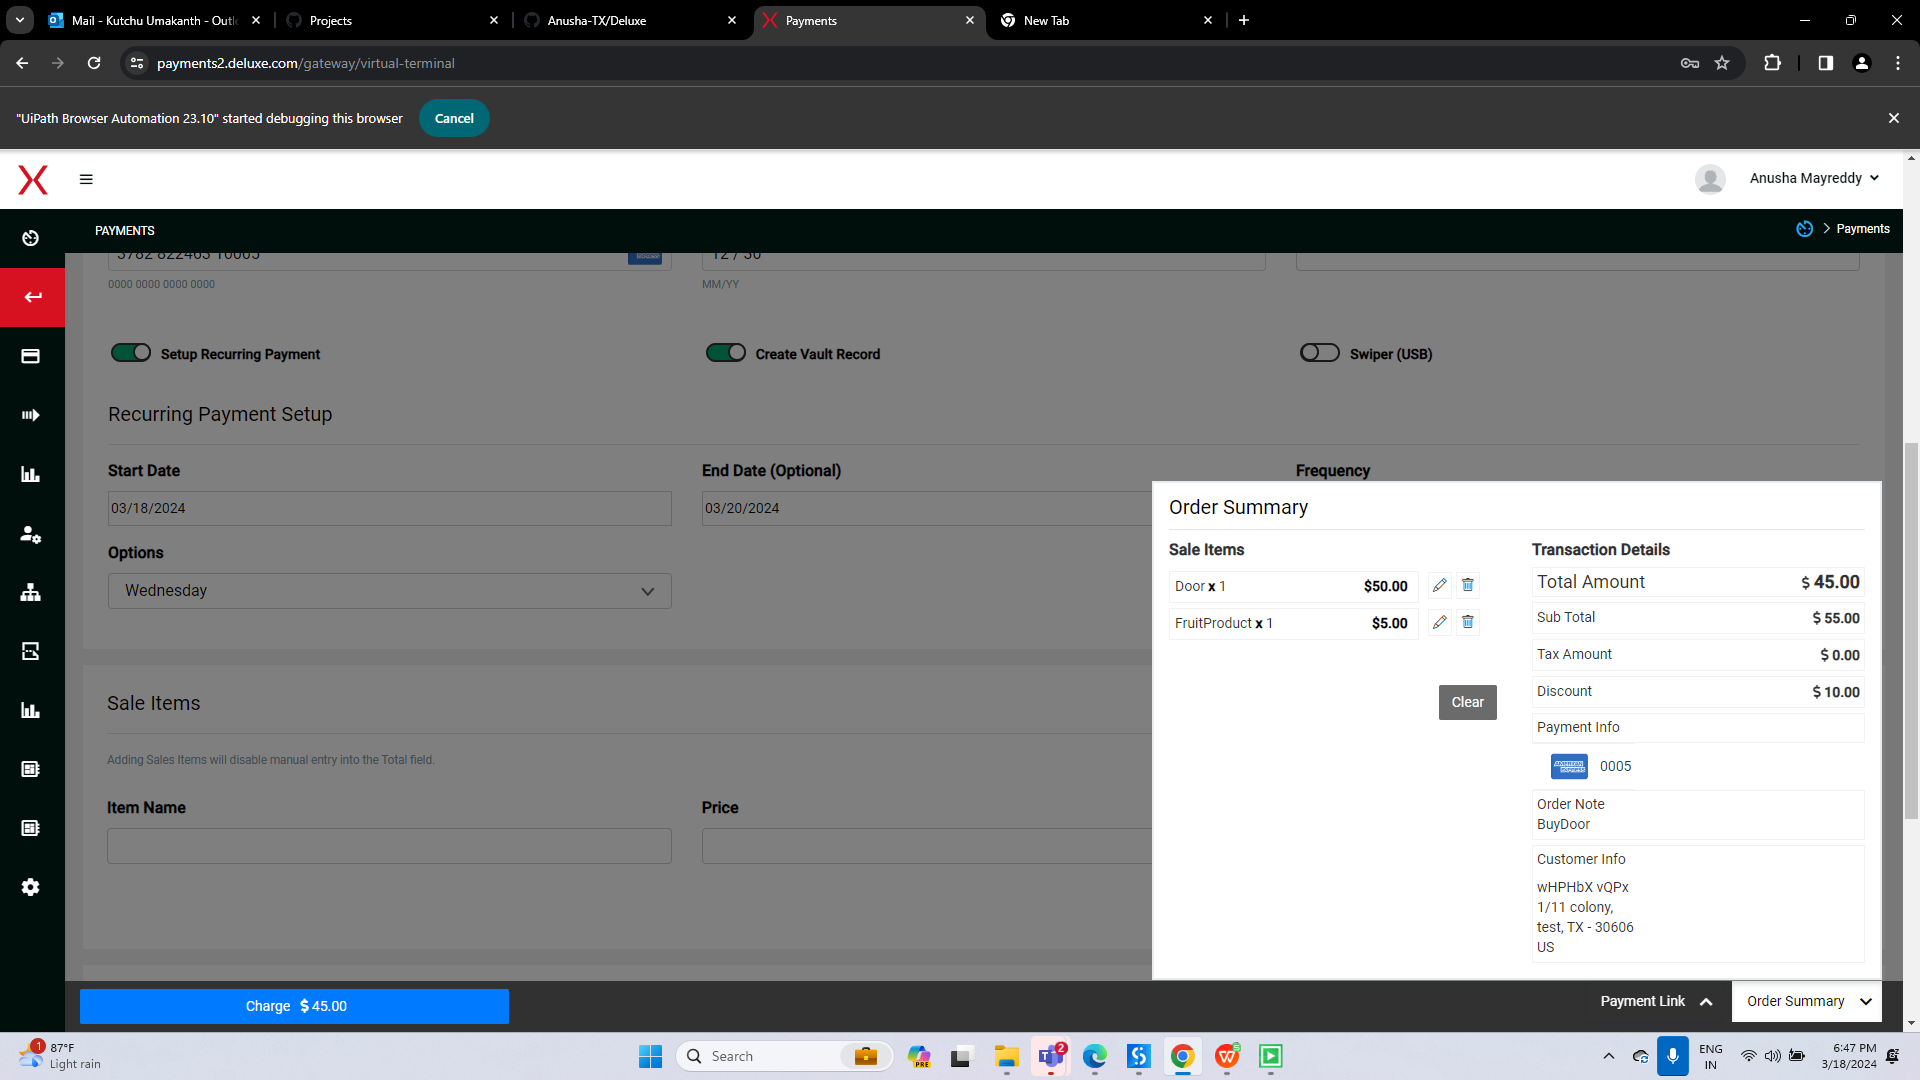 Mail - Kutchu Umakanth - Outl
Projects
Anusha-TX/Deluxe
Payments
New Tab
payments2.deluxe.com/gateway/virtual-terminal
"UiPath Browser Automation 23.10" started debugging this browser
Cancel
Anusha Mayreddy
PAYMENTS
Payments
3782 822463 10005
12 / 30
0000 0000 0000 0000
MM/YY
Setup Recurring Payment
Create Vault Record
Swiper (USB)
Recurring Payment Setup
Start Date
End Date (Optional)
Frequency
03/18/2024
03/20/2024
Options
Wednesday
Sale Items
Adding Sales Items will disable manual entry into the Total field.
Item Name
Price
Order Summary
Sale Items
Door x 1
$50.00
FruitProduct x 1
$5.00
Clear
Transaction Details
Total Amount
$ 45.00
Sub Total
$ 55.00
Tax Amount
$ 0.00
Discount
$ 10.00
Payment Info
AMERICAN EXPRESS
0005
Order Note
BuyDoor
Customer Info
wHPHbX vQPx
1/11 colony,
test, TX - 30606
US
Charge $ 45.00
Payment Link
Order Summary
1
87°F
Light rain
Search
PRE
2
ENG
IN
6:47 PM
3/18/2024